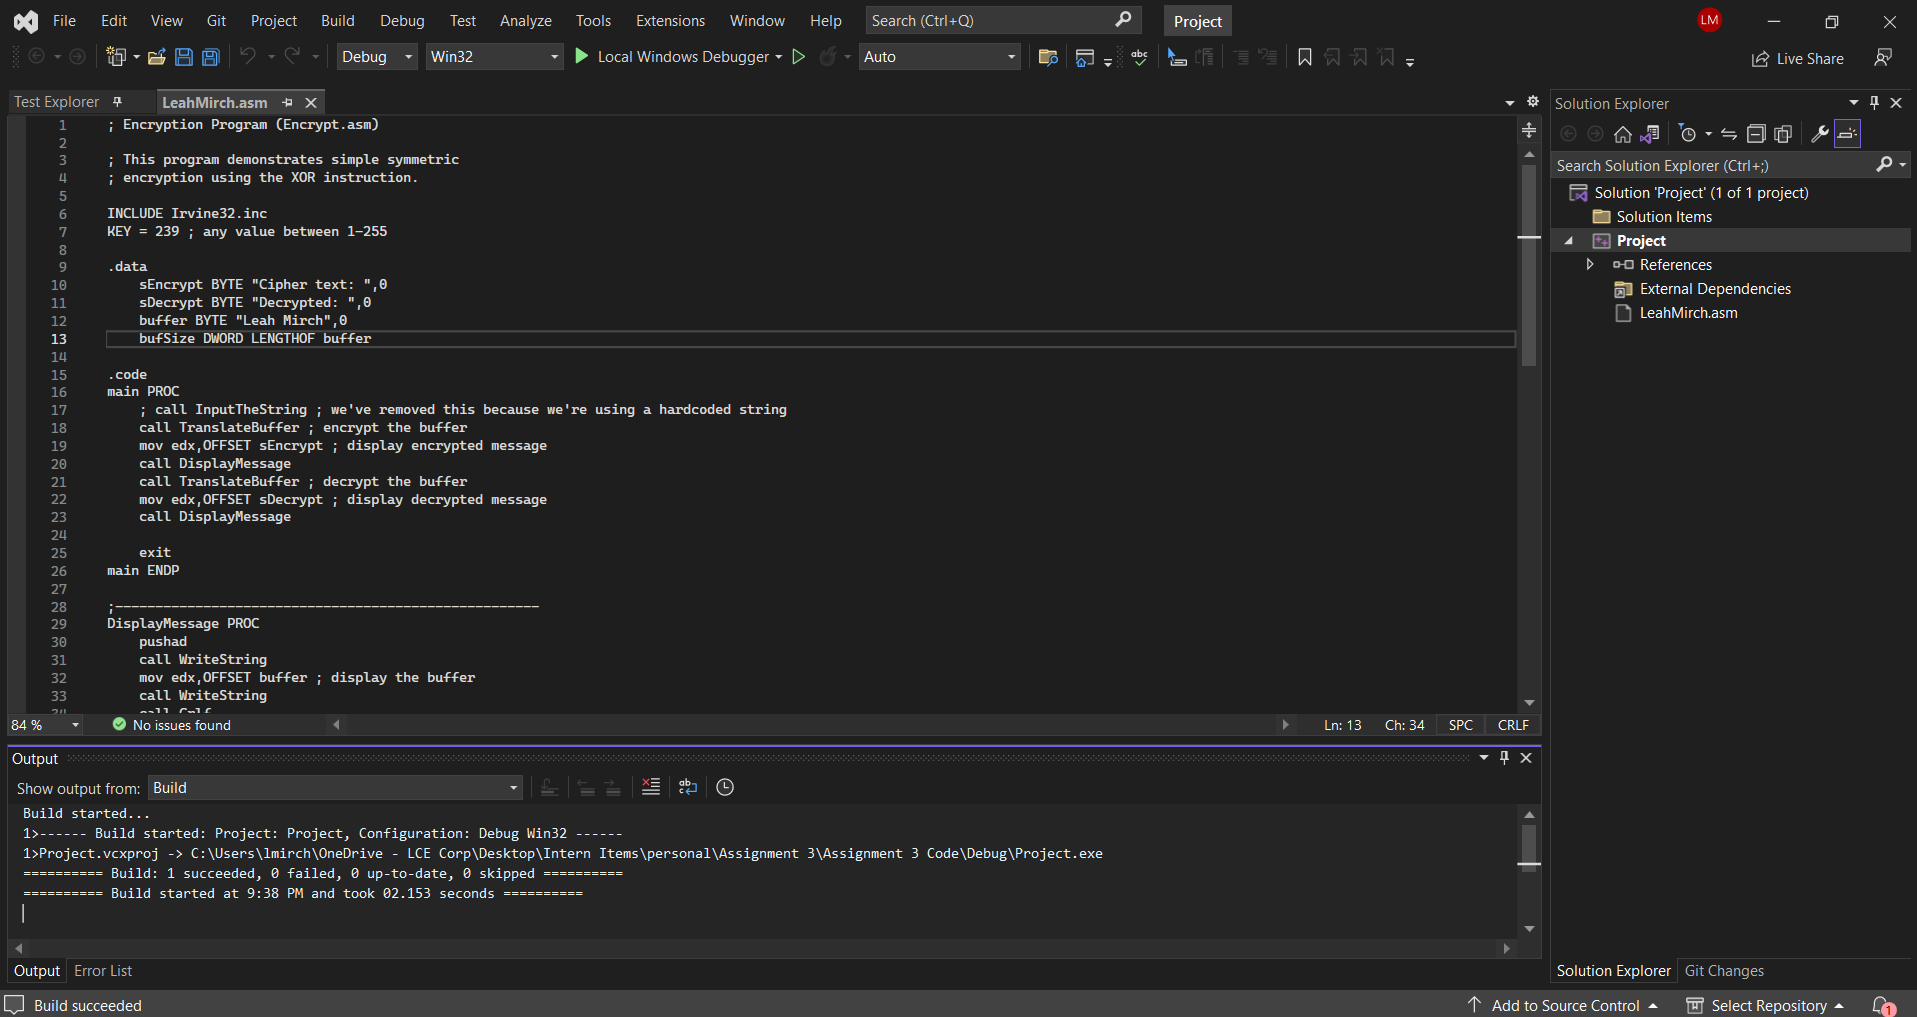 File Edit View Git Project Build Debug Test Analyze Tools Extensions Window Help Search (Ctrl+Q) Project LM
Debug Win32 Local Windows Debugger Auto abc Live Share
Test Explorer LeahMirch.asm
1 ; Encryption Program (Encrypt.asm)
2
3 ; This program demonstrates simple symmetric
4 ; encryption using the XOR instruction.
5
6 INCLUDE Irvine32.inc
7 KEY = 239 ; any value between 1-255
8
9 .data
10 sEncrypt BYTE "Cipher text: ",0
11 sDecrypt BYTE "Decrypted: ",0
12 buffer BYTE "Leah Mirch",0
13 bufSize DWORD LENGTHOF buffer
14
15 .code
16 main PROC
17 ; call InputTheString ; we've removed this because we're using a hardcoded string
18 call TranslateBuffer ; encrypt the buffer
19 mov edx,OFFSET sEncrypt ; display encrypted message
20 call DisplayMessage
21 call TranslateBuffer ; decrypt the buffer
22 mov edx,OFFSET sDecrypt ; display decrypted message
23 call DisplayMessage
24
25 exit
26 main ENDP
27
28 ;-----------------------------------------------------
29 DisplayMessage PROC
30 pushad
31 call WriteString
32 mov edx,OFFSET buffer ; display the buffer
33 call WriteString
34 call Crlf
84 % No issues found Ln: 13 Ch: 34 SPC CRLF
Output
Show output from: Build
Build started...
1>------ Build started: Project: Project, Configuration: Debug Win32 ------
1>Project.vcxproj -> C:\Users\lmirch\OneDrive - LCE Corp\Desktop\Intern Items\personal\Assignment 3\Assignment 3 Code\Debug\Project.exe
========== Build: 1 succeeded, 0 failed, 0 up-to-date, 0 skipped ==========
========== Build started at 9:38 PM and took 02.153 seconds ==========
Output Error List
Solution Explorer
Search Solution Explorer (Ctrl+;)
Solution 'Project' (1 of 1 project)
Solution Items
Project
References
External Dependencies
LeahMirch.asm
Solution Explorer Git Changes
Build succeeded Add to Source Control Select Repository 1